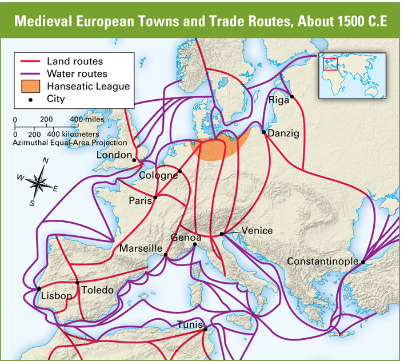 Medieval European Towns and Trade Routes, About 1500 C.E
Land routes
Water routes
Hanseatic League
City
0 200 400 miles
0 200 400 kilometers
Azimuthal Equal-Area Projection
N
W
E
S
Riga
Danzig
London
Cologne
Paris
Venice
Genoa
Marseille
Constantinople
Lisbon
Toledo
Tunis